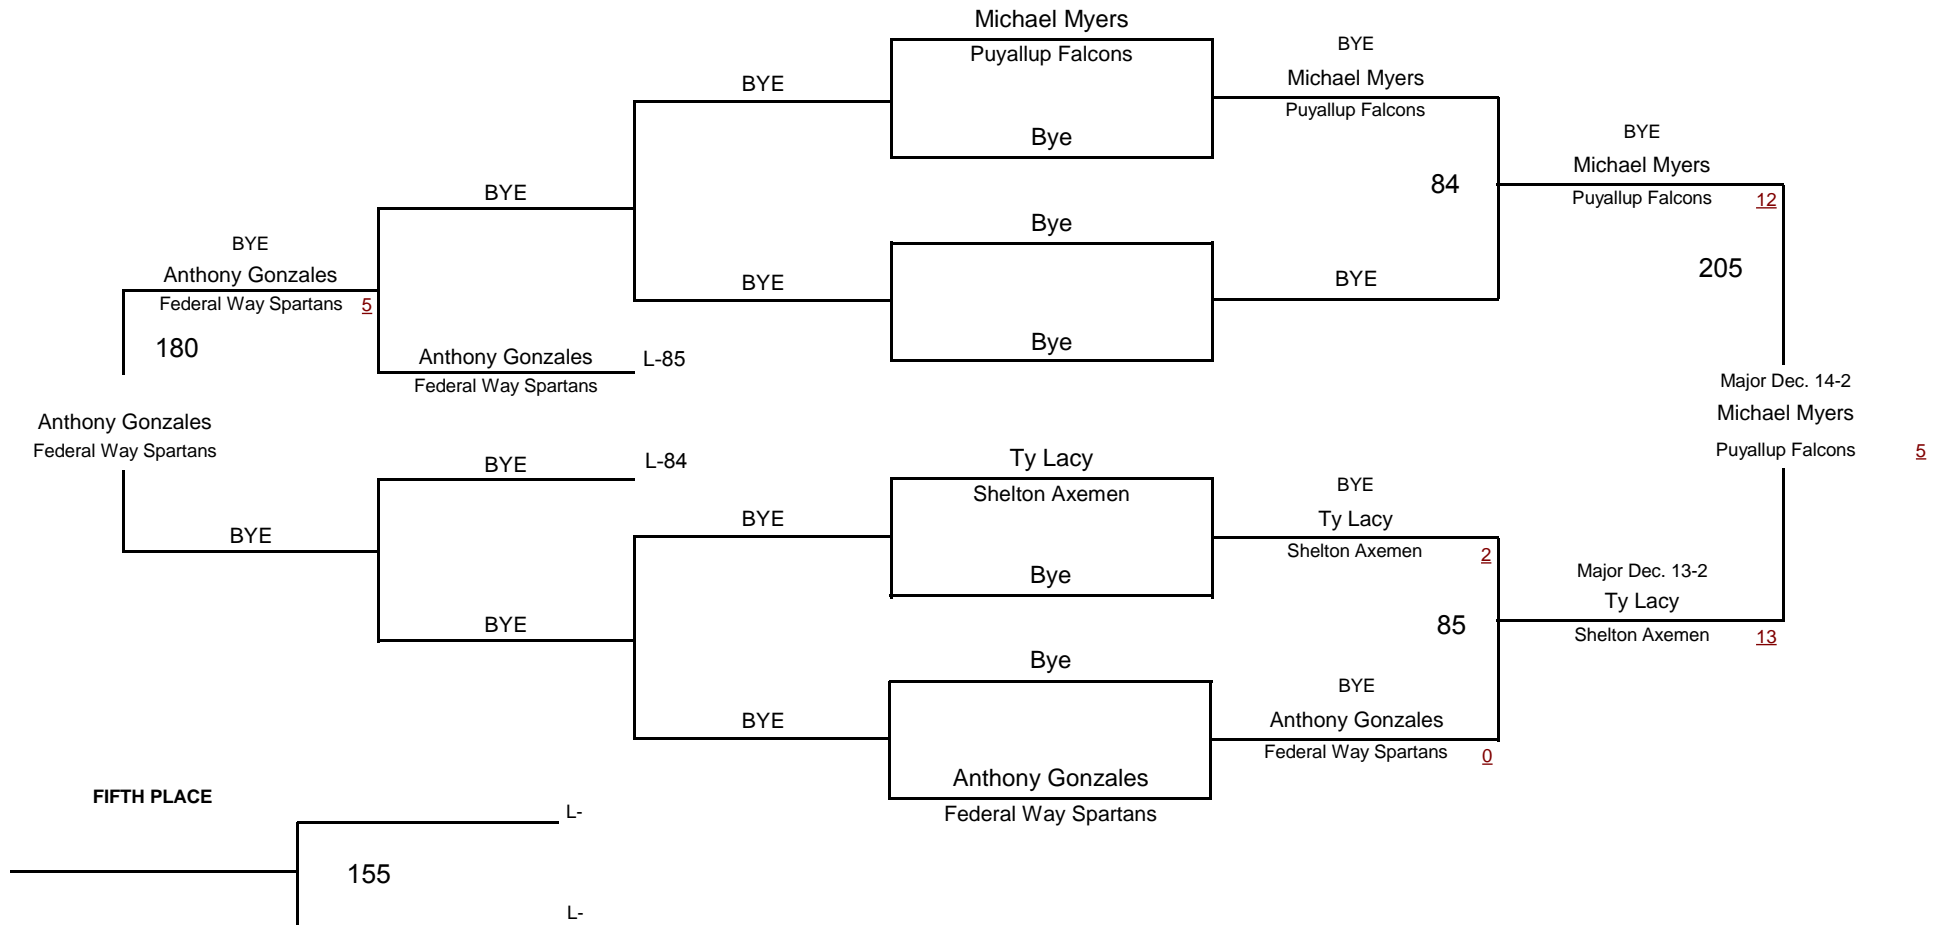 Michael Myers
Puyallup Falcons
BYE
BYE
Michael Myers
Puyallup Falcons
Bye
BYE
Michael Myers
Puyallup Falcons 12
84
BYE
Bye
BYE
Anthony Gonzales
Federal Way Spartans 5
205
BYE
BYE
180
Bye
Anthony Gonzales L-85
Federal Way Spartans
Major Dec. 14-2
Michael Myers
Puyallup Falcons 5
Anthony Gonzales
Federal Way Spartans
BYE L-84
Ty Lacy
Shelton Axemen
BYE
BYE
Ty Lacy
Shelton Axemen 2
BYE
Bye
Major Dec. 13-2
Ty Lacy
Shelton Axemen 13
BYE
85
Bye
BYE
BYE
Anthony Gonzales
Federal Way Spartans 0
Anthony Gonzales
Federal Way Spartans
FIFTH PLACE
L-
155
L-